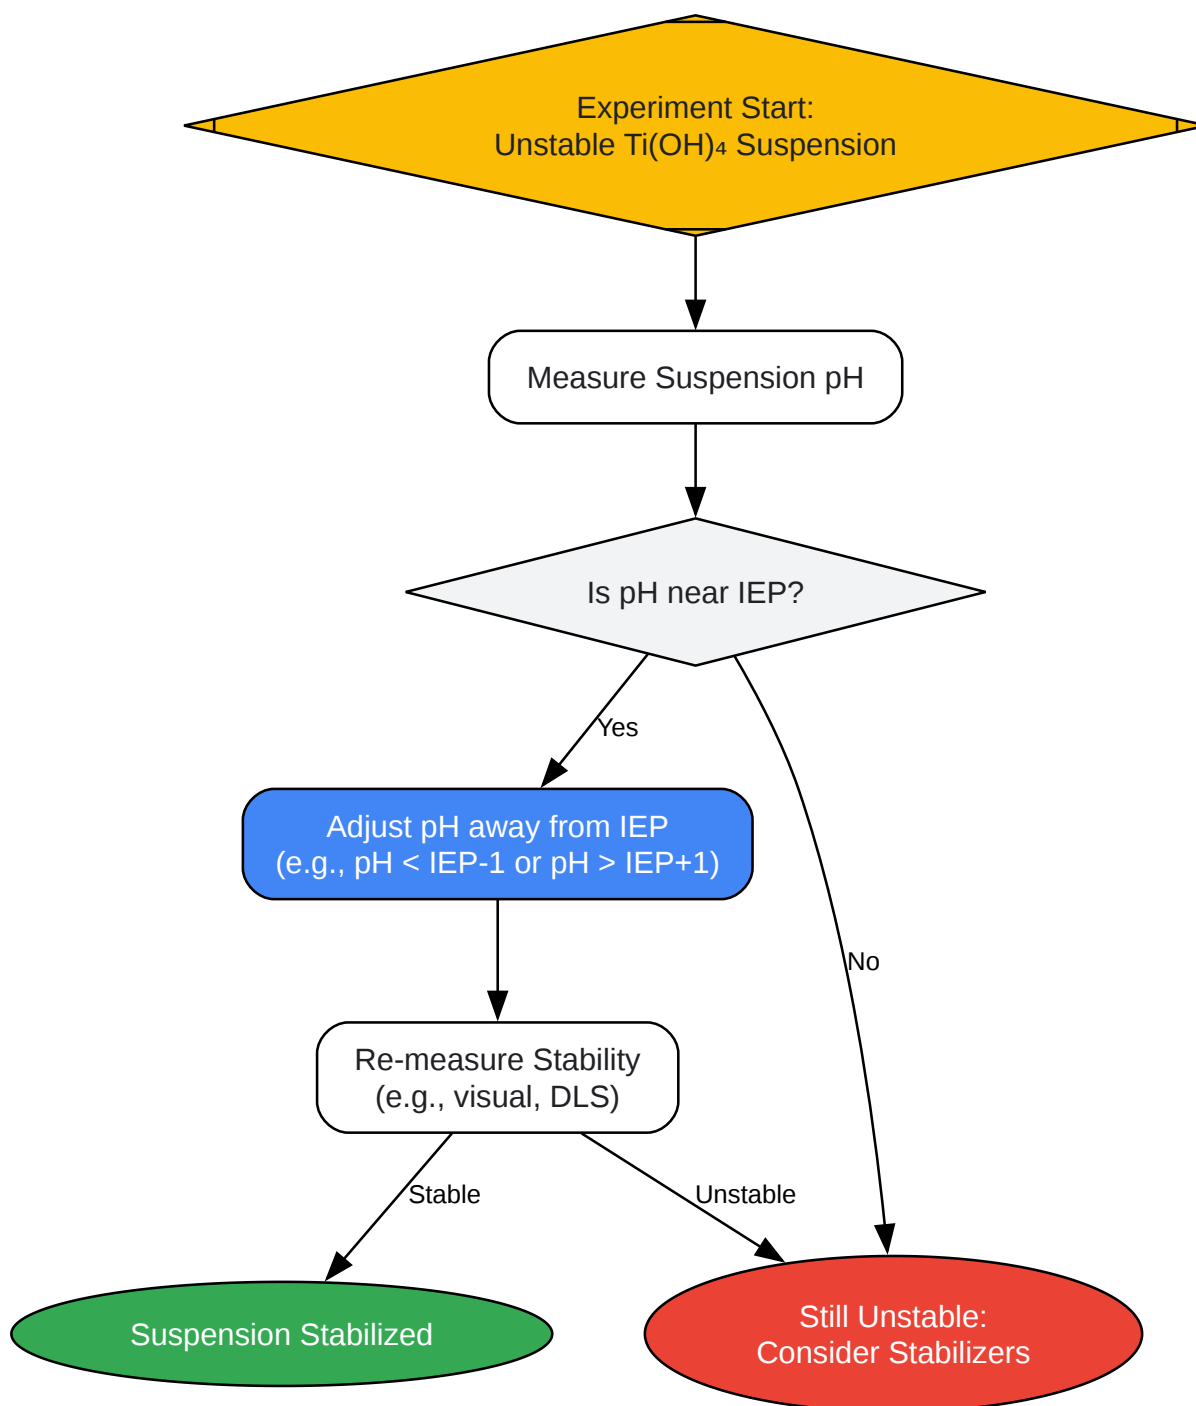 Experiment Start:
Unstable Ti(OH)₄ Suspension
Measure Suspension pH
Is pH near IEP?
Yes
Adjust pH away from IEP
(e.g., pH < IEP-1 or pH > IEP+1)
No
Re-measure Stability
(e.g., visual, DLS)
Stable
Unstable
Suspension Stabilized
Still Unstable:
Consider Stabilizers